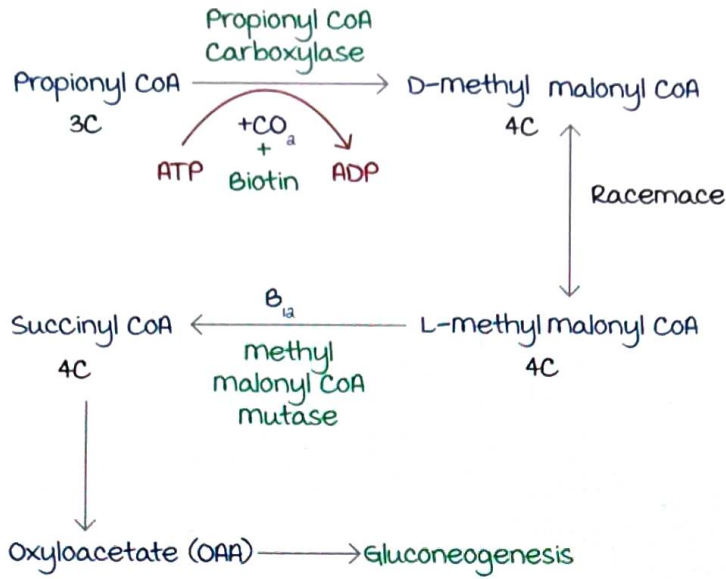 Propionyl CoA
Carboxylase
Propionyl CoA
D-methyl malonyl CoA
3C
+CO2
4C
+
ATP
Biotin
ADP
Racemace
B12
Succinyl CoA
L-methyl malonyl CoA
4C
methyl
malonyl CoA
mutase
4C
Oxyloacetate (OAA)
Gluconeogenesis